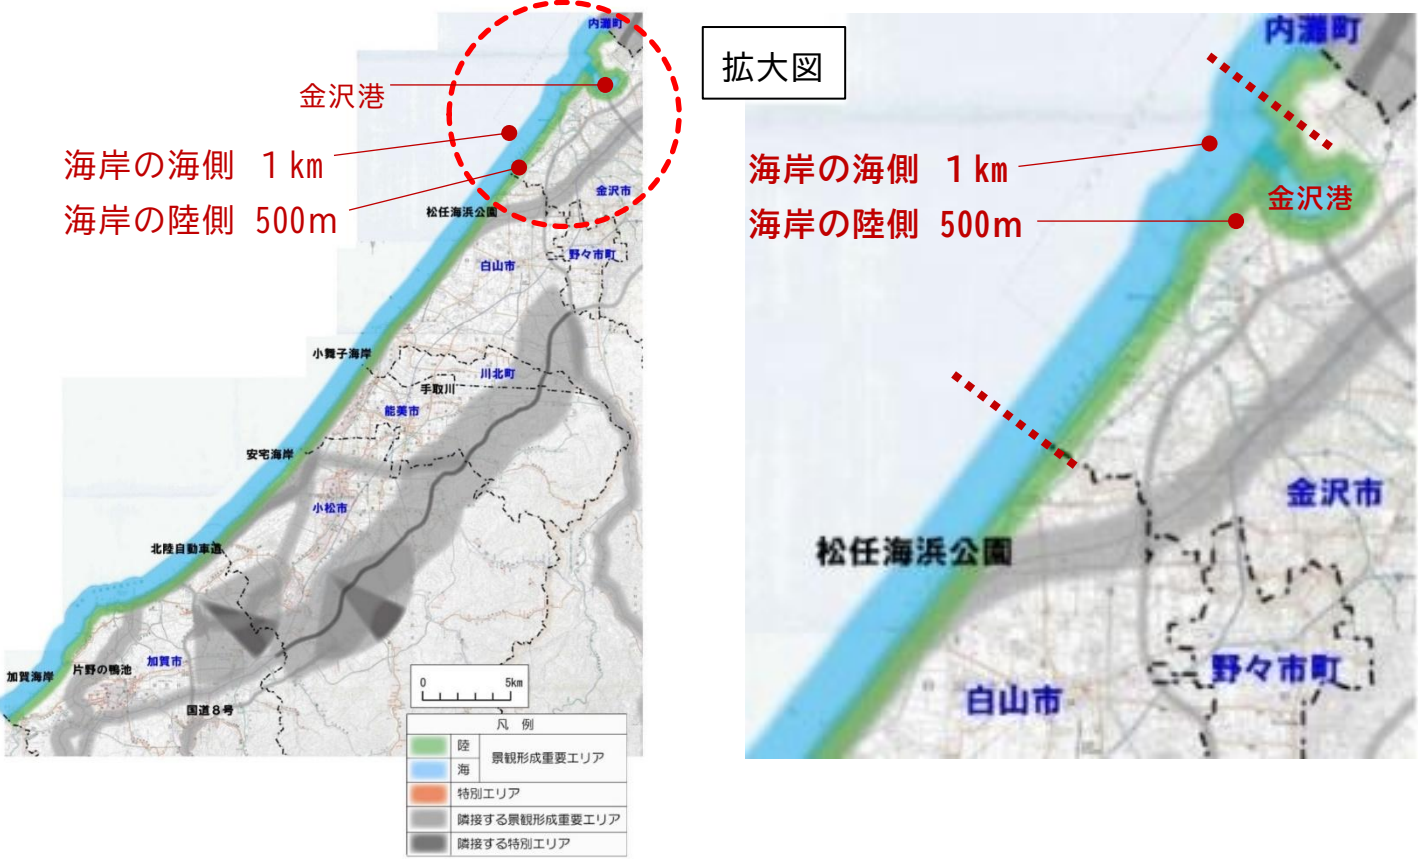 内灘町
金沢港
海岸の海側 1km
海岸の陸側 500m
金沢市
松任海浜公園
野々市町
白山市
小舞子海岸
川北町
手取川
能美市
安宅海岸
小松市
北陸自動車道
加賀市
片野の鴨池
加賀海岸
国道8号
0 5km
凡 例
陸
海
景観形成重要エリア
特別エリア
隣接する景観形成重要エリア
隣接する特別エリア
拡大図
内灘町
海岸の海側 1km
金沢港
海岸の陸側 500m
金沢市
松任海浜公園
野々市町
白山市